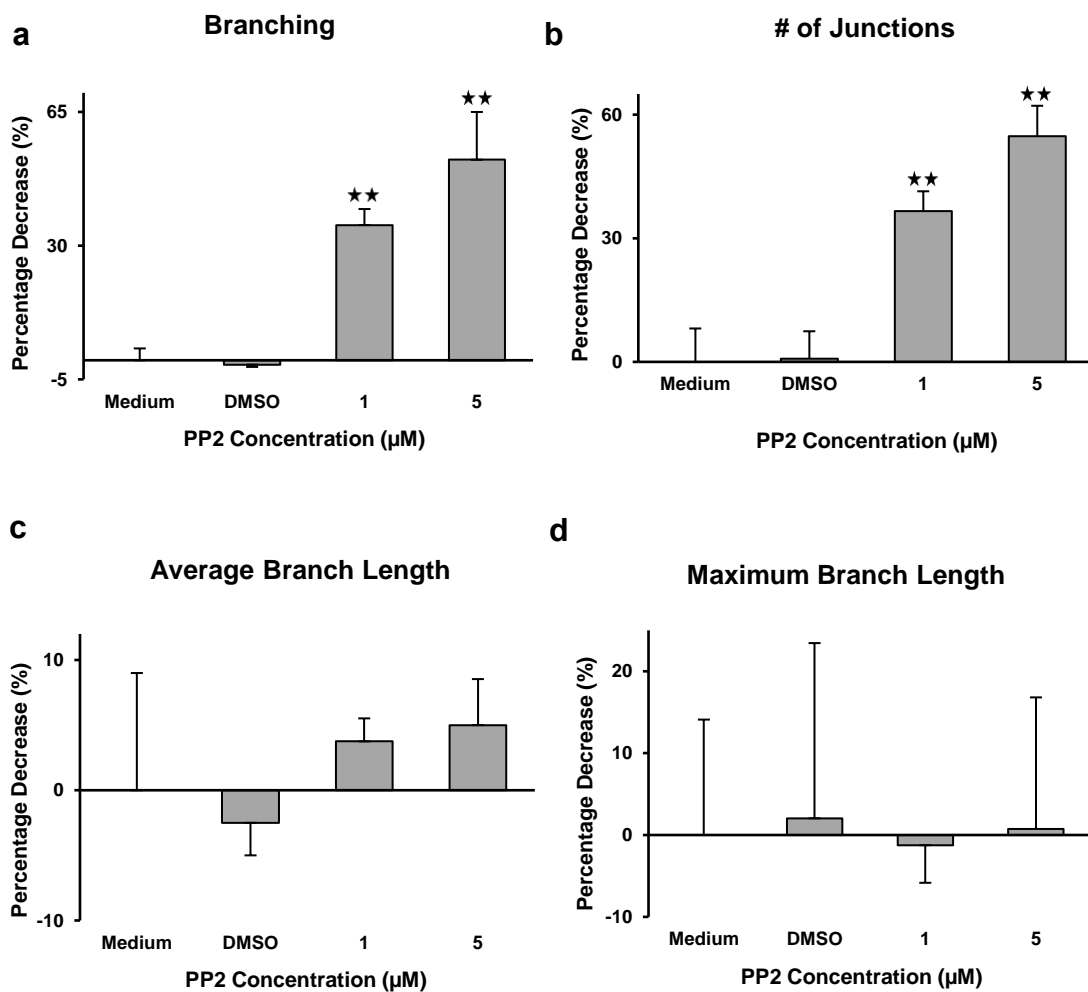 a
Branching
Percentage Decrease (%)
65
30
-5
★★
★★
Medium DMSO 1 5
PP2 Concentration (µM)
b
# of Junctions
Percentage Decrease (%)
60
30
0
★★
★★
Medium DMSO 1 5
PP2 Concentration (µM)
c
Average Branch Length
Percentage Decrease (%)
10
0
-10
Medium DMSO 1 5
PP2 Concentration (µM)
d
Maximum Branch Length
Percentage Decrease (%)
20
10
0
-10
Medium DMSO 1 5
PP2 Concentration (µM)